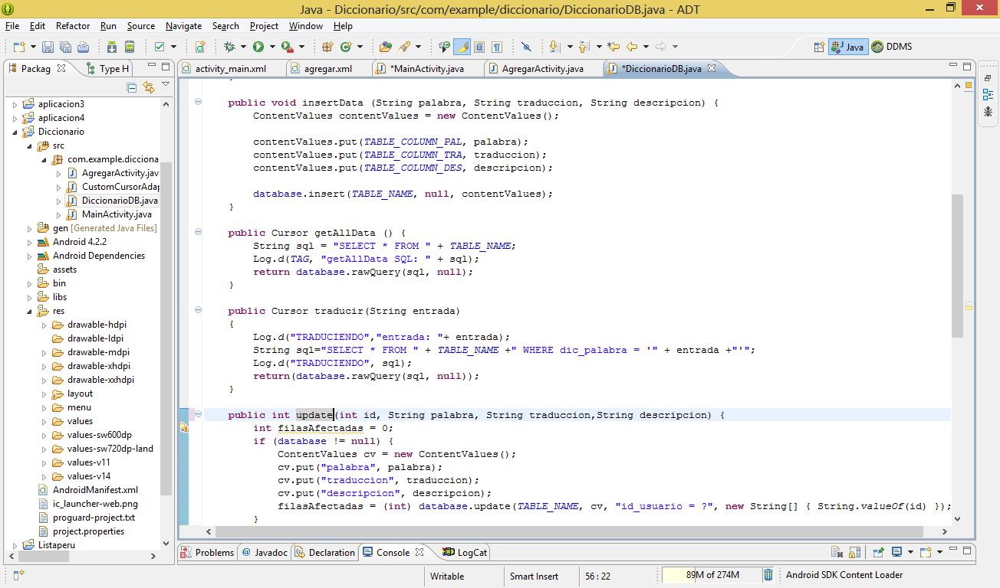 Java - Diccionario/src/com/example/diccionario/DiccionarioDB.java - ADT
File Edit Refactor Run Source Navigate Search Project Window Help
Java DDMS
Packag Type H
activity_main.xml agregar.xml *MainActivity.java AgregarActivity.java *DiccionarioDB.java
aplicacion3
aplicacion4
Diccionario
src
com.example.dicciona
AgregarActivity.jav
CustomCursorAdap
DiccionarioDB.java
MainActivity.java
gen [Generated Java Files]
Android 4.2.2
Android Dependencies
assets
bin
libs
res
drawable-hdpi
drawable-ldpi
drawable-mdpi
drawable-xhdpi
drawable-xxhdpi
layout
menu
values
values-sw600dp
values-sw720dp-land
values-v11
values-v14
AndroidManifest.xml
ic_launcher-web.png
proguard-project.txt
project.properties
Listaperu
public void insertData (String palabra, String traduccion, String descripcion) {
ContentValues contentValues = new ContentValues();
contentValues.put(TABLE_COLUMN_PAL, palabra);
contentValues.put(TABLE_COLUMN_TRA, traduccion);
contentValues.put(TABLE_COLUMN_DES, descripcion);
database.insert(TABLE_NAME, null, contentValues);
}
public Cursor getAllData () {
String sql = "SELECT * FROM " + TABLE_NAME;
Log.d(TAG, "getAllData SQL: " + sql);
return database.rawQuery(sql, null);
}
public Cursor traducir(String entrada)
{
Log.d("TRADUCIENDO","entrada: "+ entrada);
String sql="SELECT * FROM " + TABLE_NAME +" WHERE dic_palabra = '" + entrada +"'";
Log.d("TRADUCIENDO", sql);
return(database.rawQuery(sql, null));
}
public int update(int id, String palabra, String traduccion,String descripcion) {
int filasAfectadas = 0;
if (database != null) {
ContentValues cv = new ContentValues();
cv.put("palabra", palabra);
cv.put("traduccion", traduccion);
cv.put("descripcion", descripcion);
filasAfectadas = (int) database.update(TABLE_NAME, cv, "id_usuario = ?", new String[] { String.valueOf(id) });
}
Problems Javadoc Declaration Console LogCat
Writable Smart Insert 56 : 22 89M of 274M Android SDK Content Loader